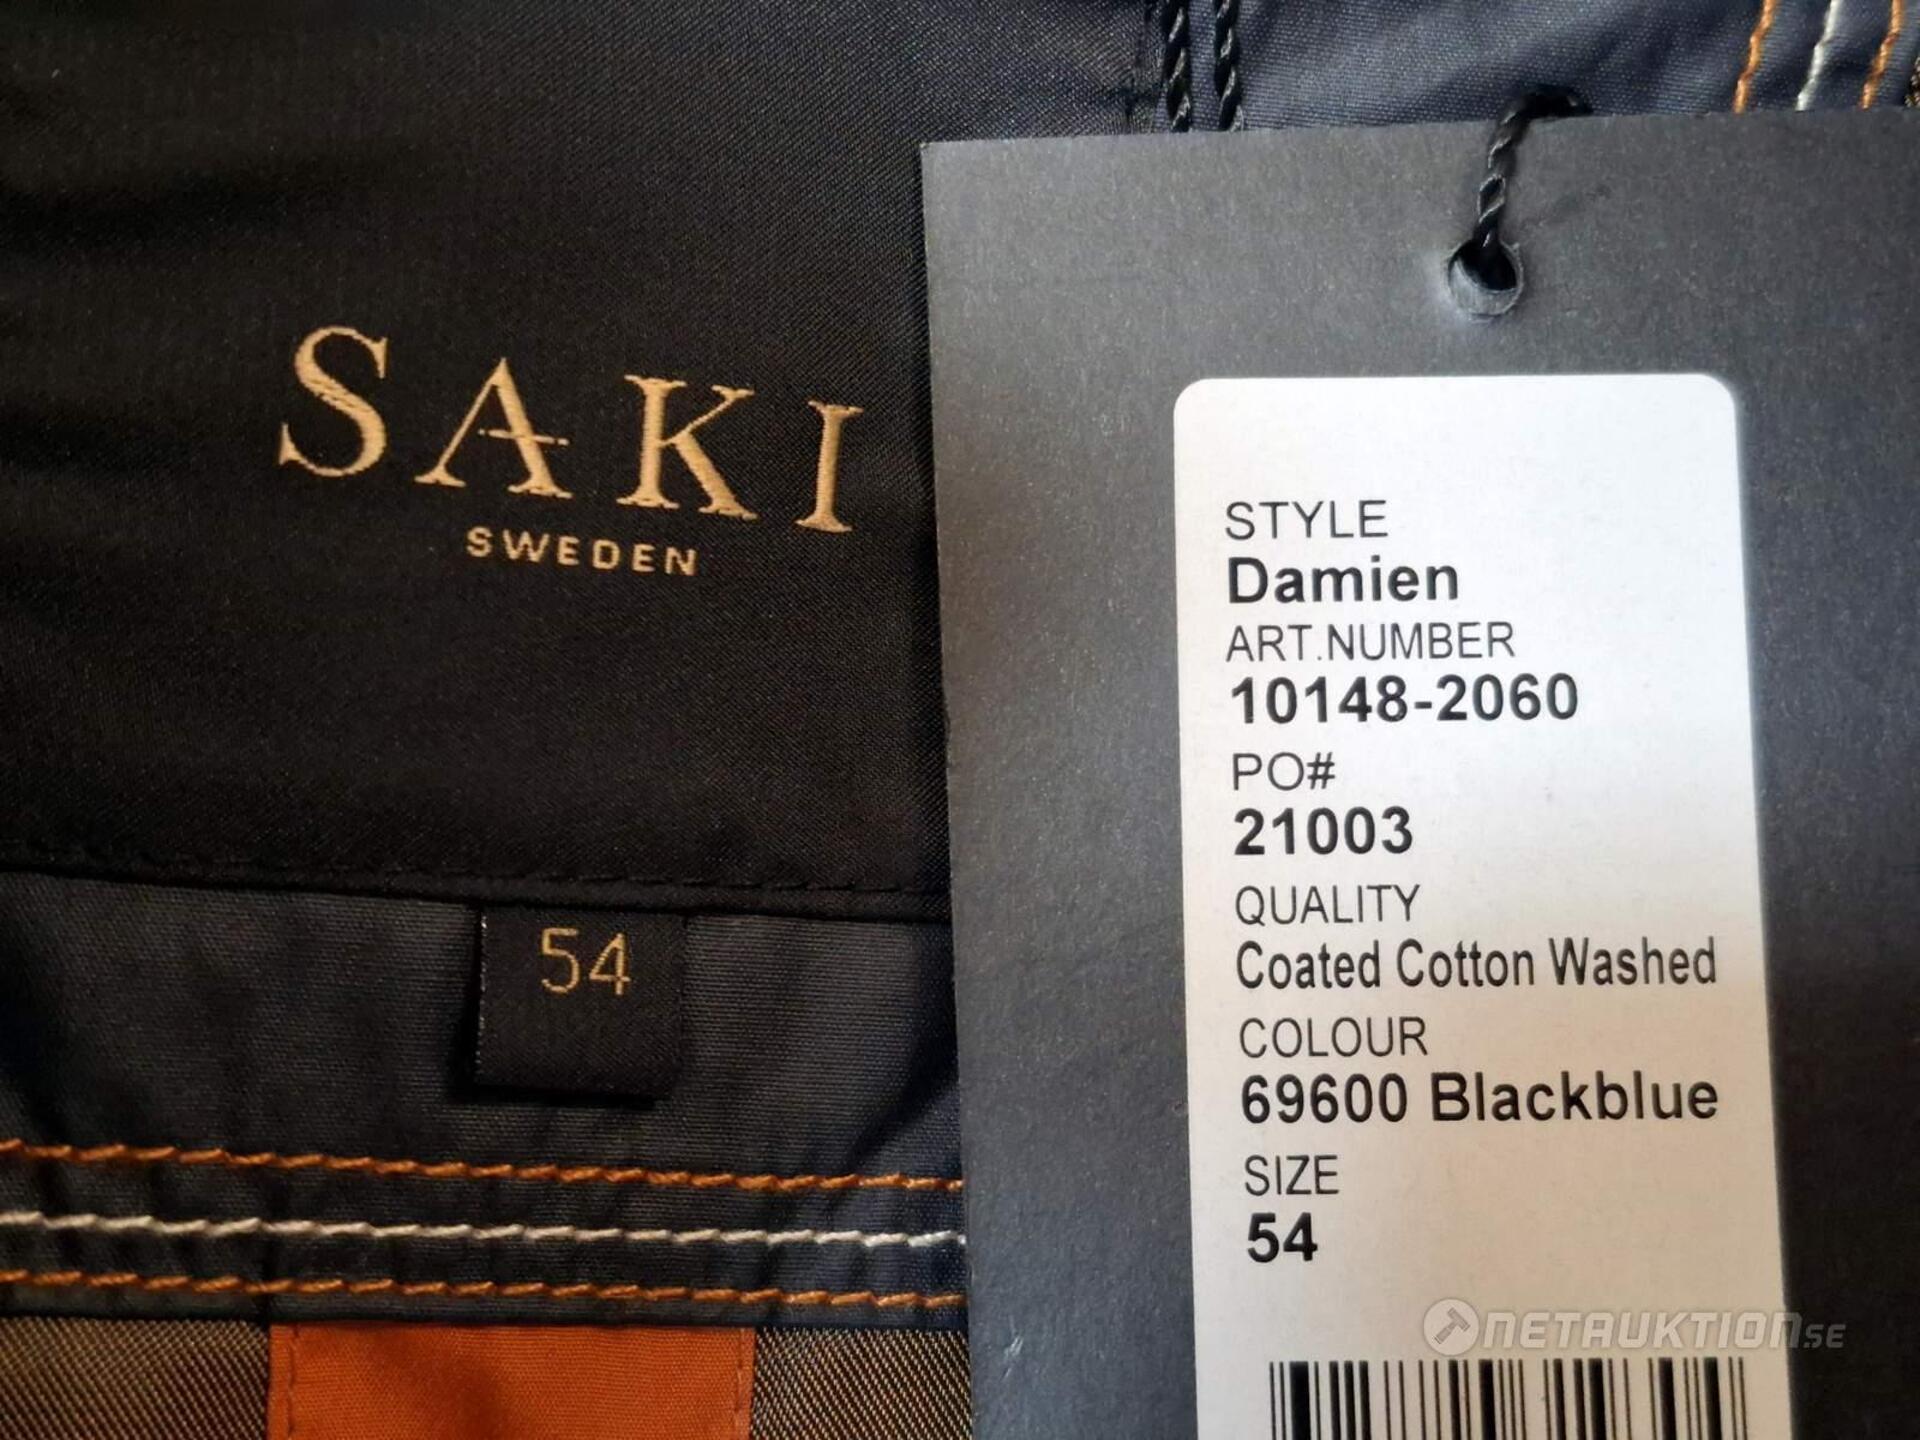 SAKI
SWEDEN
54
STYLE
Damien
ART.NUMBER
10148-2060
PO#
21003
QUALITY
Coated Cotton Washed
COLOUR
69600 Blackblue
SIZE
54
NETAUKTION.SE